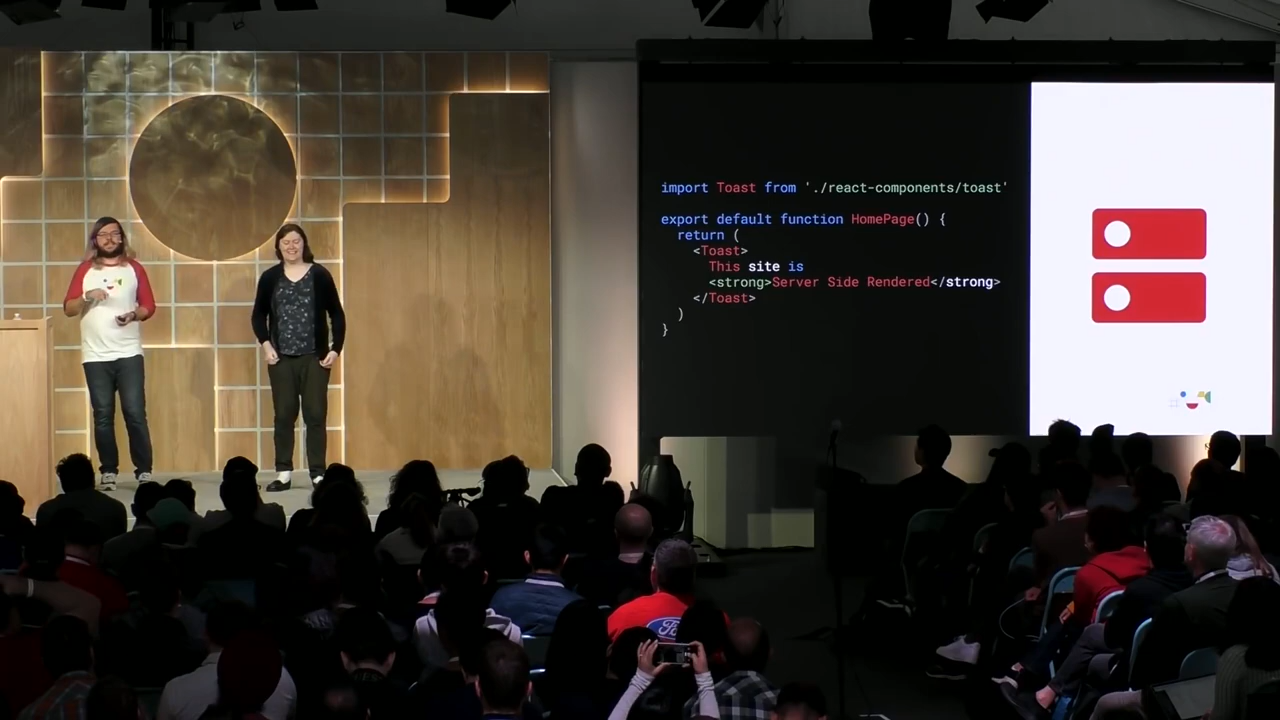 import Toast from './react-components/toast'
export default function HomePage() {
return (
<Toast>
This site is
<strong>Server Side Rendered</strong>
</Toast>
)
}
Ford